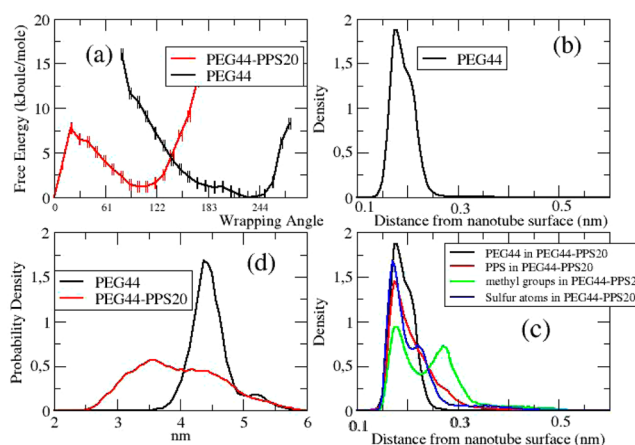 Free Energy (kJoule/mole)
20
15
10
5
0
(a)
PEG44-PPS20
PEG44
0
61
122
183
244
Wrapping Angle
Density
2
1,5
1
0,5
0
(b)
PEG44
0.1
0.3
0.5
Distance from nanotube surface (nm)
Probability Density
2
1,5
1
0,5
0
(d)
PEG44
PEG44-PPS20
2
3
4
5
6
nm
Density
2
1,5
1
0,5
0
(c)
PEG44 in PEG44-PPS20
PPS in PEG44-PPS20
methyl groups in PEG44-PPS2
Sulfur atoms in PEG44-PPS20
0.1
0.3
0.5
Distance from nanotube surface (nm)